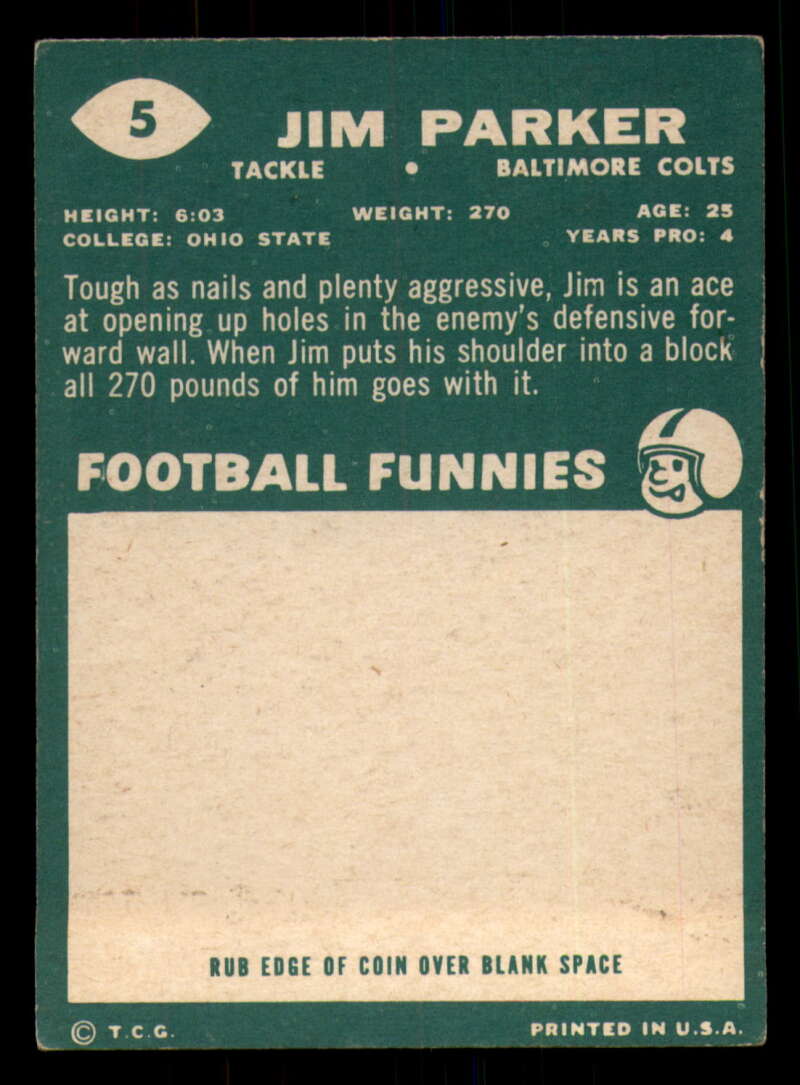 5
JIM PARKER
TACKLE • BALTIMORE COLTS
HEIGHT: 6:03 WEIGHT: 270 AGE: 25
COLLEGE: OHIO STATE YEARS PRO: 4
Tough as nails and plenty aggressive, Jim is an ace
at opening up holes in the enemy's defensive for-
ward wall. When Jim puts his shoulder into a block
all 270 pounds of him goes with it.
FOOTBALL FUNNIES
RUB EDGE OF COIN OVER BLANK SPACE
© T.C.G. PRINTED IN U.S.A.